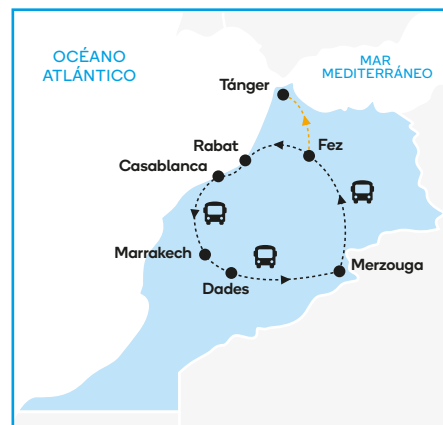 OCÉANO
ATLÁNTICO
MAR
MEDITERRÁNEO
Tánger
Rabat
Fez
Casablanca
Marrakech
Dades
Merzouga